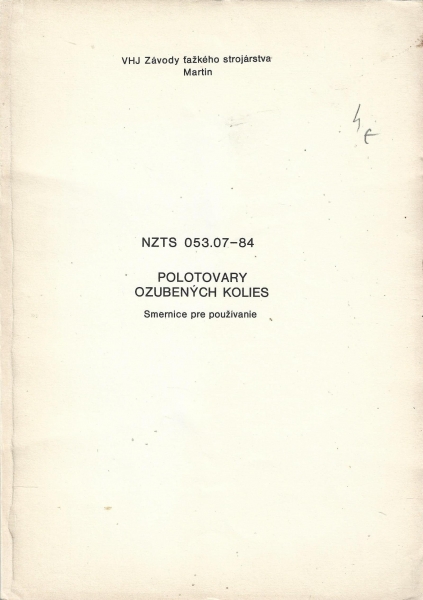 VHJ Závody ťažkého strojárstva
Martin
NZTS 053.07-84
POLOTOVARY
OZUBENÝCH KOLIES
Smernice pre používanie